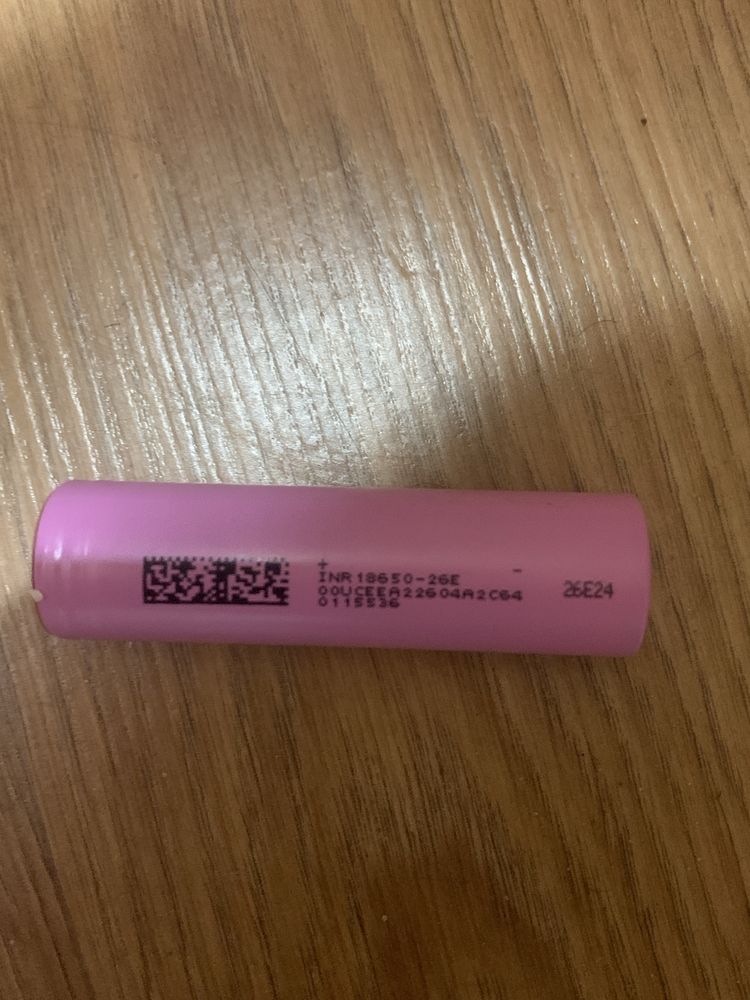 + -
INR18650-26E
00UCEEA22604A2C64
0115536
26E24